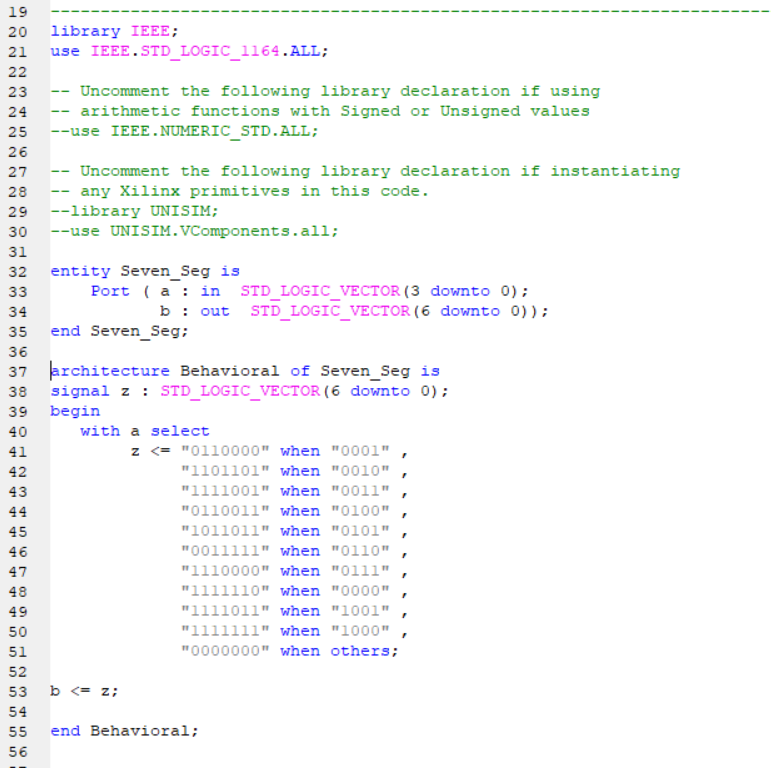 19 ------------------------------------------------------------------------
20 library IEEE;
21 use IEEE.STD_LOGIC_1164.ALL;
22
23 -- Uncomment the following library declaration if using
24 -- arithmetic functions with Signed or Unsigned values
25 --use IEEE.NUMERIC_STD.ALL;
26
27 -- Uncomment the following library declaration if instantiating
28 -- any Xilinx primitives in this code.
29 --library UNISIM;
30 --use UNISIM.VComponents.all;
31
32 entity Seven_Seg is
33     Port ( a : in  STD_LOGIC_VECTOR(3 downto 0);
34            b : out  STD_LOGIC_VECTOR(6 downto 0));
35 end Seven_Seg;
36
37 architecture Behavioral of Seven_Seg is
38 signal z : STD_LOGIC_VECTOR(6 downto 0);
39 begin
40    with a select
41         z <= "0110000" when "0001" ,
42              "1101101" when "0010" ,
43              "1111001" when "0011" ,
44              "0110011" when "0100" ,
45              "1011011" when "0101" ,
46              "0011111" when "0110" ,
47              "1110000" when "0111" ,
48              "1111110" when "0000" ,
49              "1111011" when "1001" ,
50              "1111111" when "1000" ,
51              "0000000" when others;
52
53 b <= z;
54
55 end Behavioral;
56